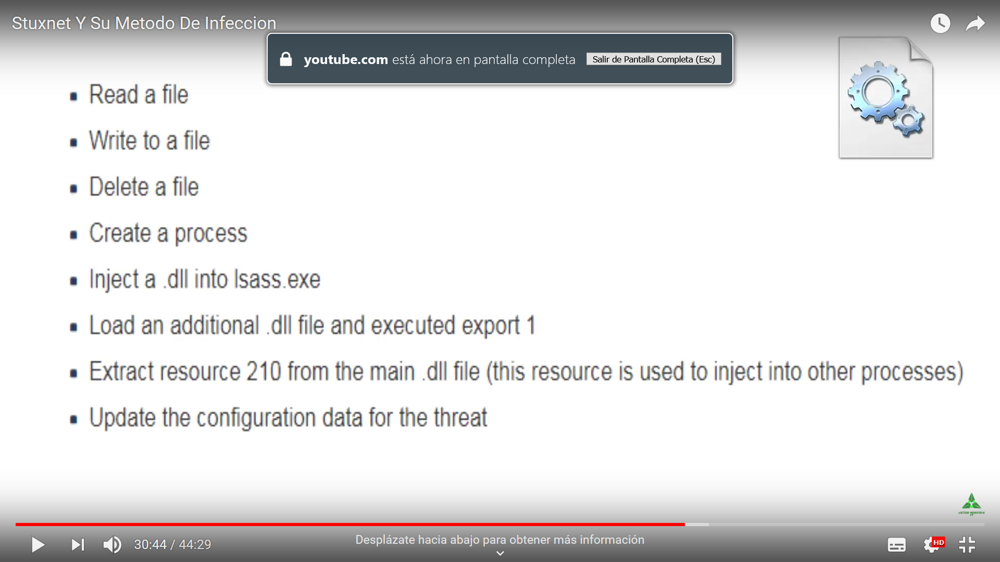 Stuxnet Y Su Metodo De Infeccion
youtube.com está ahora en pantalla completa Salir de Pantalla Completa (Esc)
Read a file
Write to a file
Delete a file
Create a process
Inject a .dll into lsass.exe
Load an additional .dll file and executed export 1
Extract resource 210 from the main .dll file (this resource is used to inject into other processes)
Update the configuration data for the threat
VICTOR MONTOYA
30:44 / 44:29
Desplázate hacia abajo para obtener más información
HD